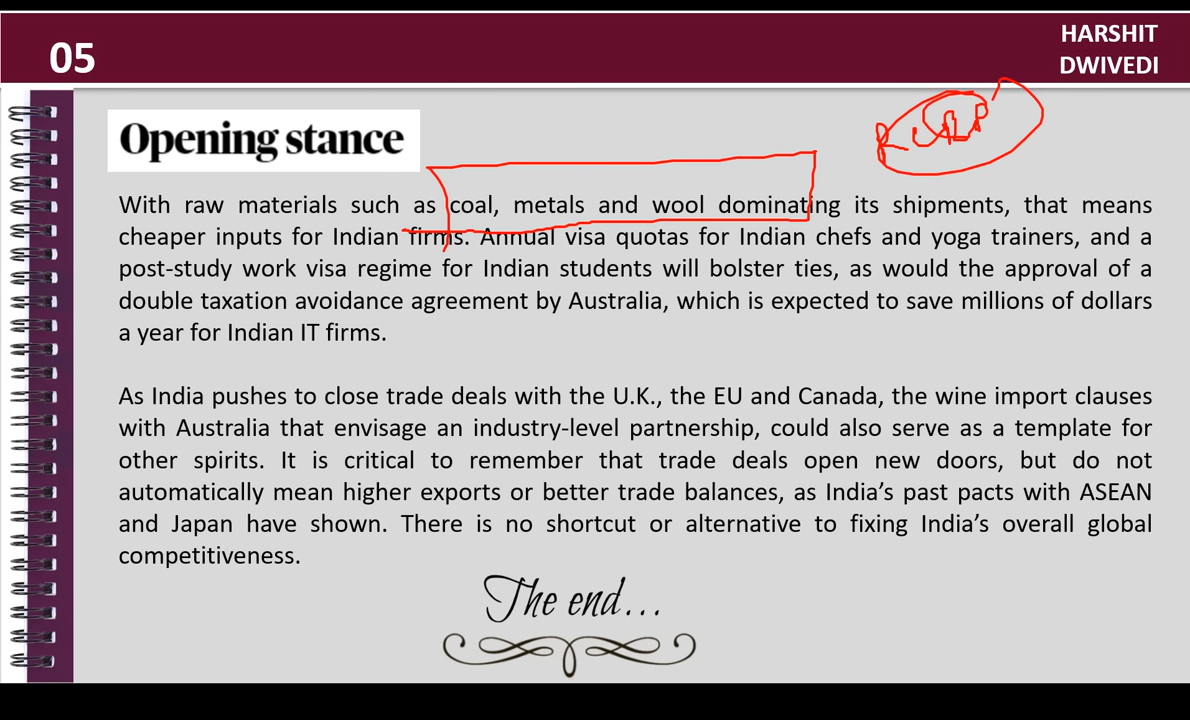 05
HARSHIT
DWIVEDI
Opening stance
With raw materials such as coal, metals and wool dominating its shipments, that means
cheaper inputs for Indian firms. Annual visa quotas for Indian chefs and yoga trainers, and a
post-study work visa regime for Indian students will bolster ties, as would the approval of a
double taxation avoidance agreement by Australia, which is expected to save millions of dollars
a year for Indian IT firms.
As India pushes to close trade deals with the U.K., the EU and Canada, the wine import clauses
with Australia that envisage an industry-level partnership, could also serve as a template for
other spirits. It is critical to remember that trade deals open new doors, but do not
automatically mean higher exports or better trade balances, as India’s past pacts with ASEAN
and Japan have shown. There is no shortcut or alternative to fixing India’s overall global
competitiveness.
The end...